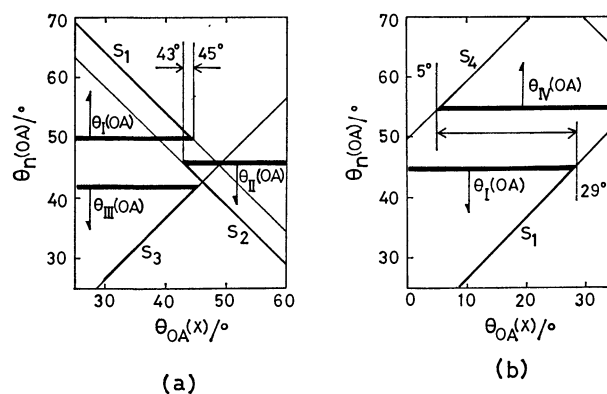 70
60
50
40
30
θn(OA)/°
43° 45°
S1
θI(OA)
θII(OA)
θIII(OA)
S2
S3
30 40 50 60
θOA(X)/°
(a)
70
60
50
40
30
θn(OA)/°
S4
5°
θIV(OA)
θI(OA)
29°
S1
0 10 20 30
θOA(X)/°
(b)